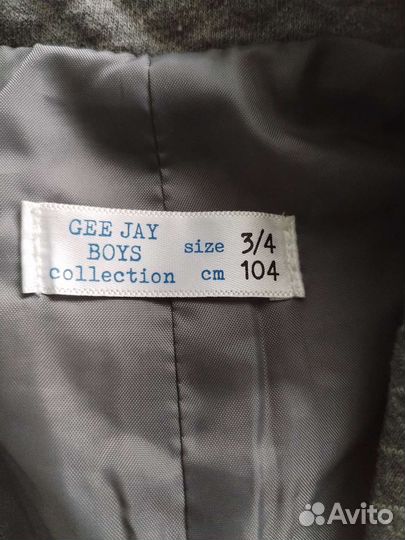 GEE JAY
BOYS size 3/4
collection cm 104
Avito